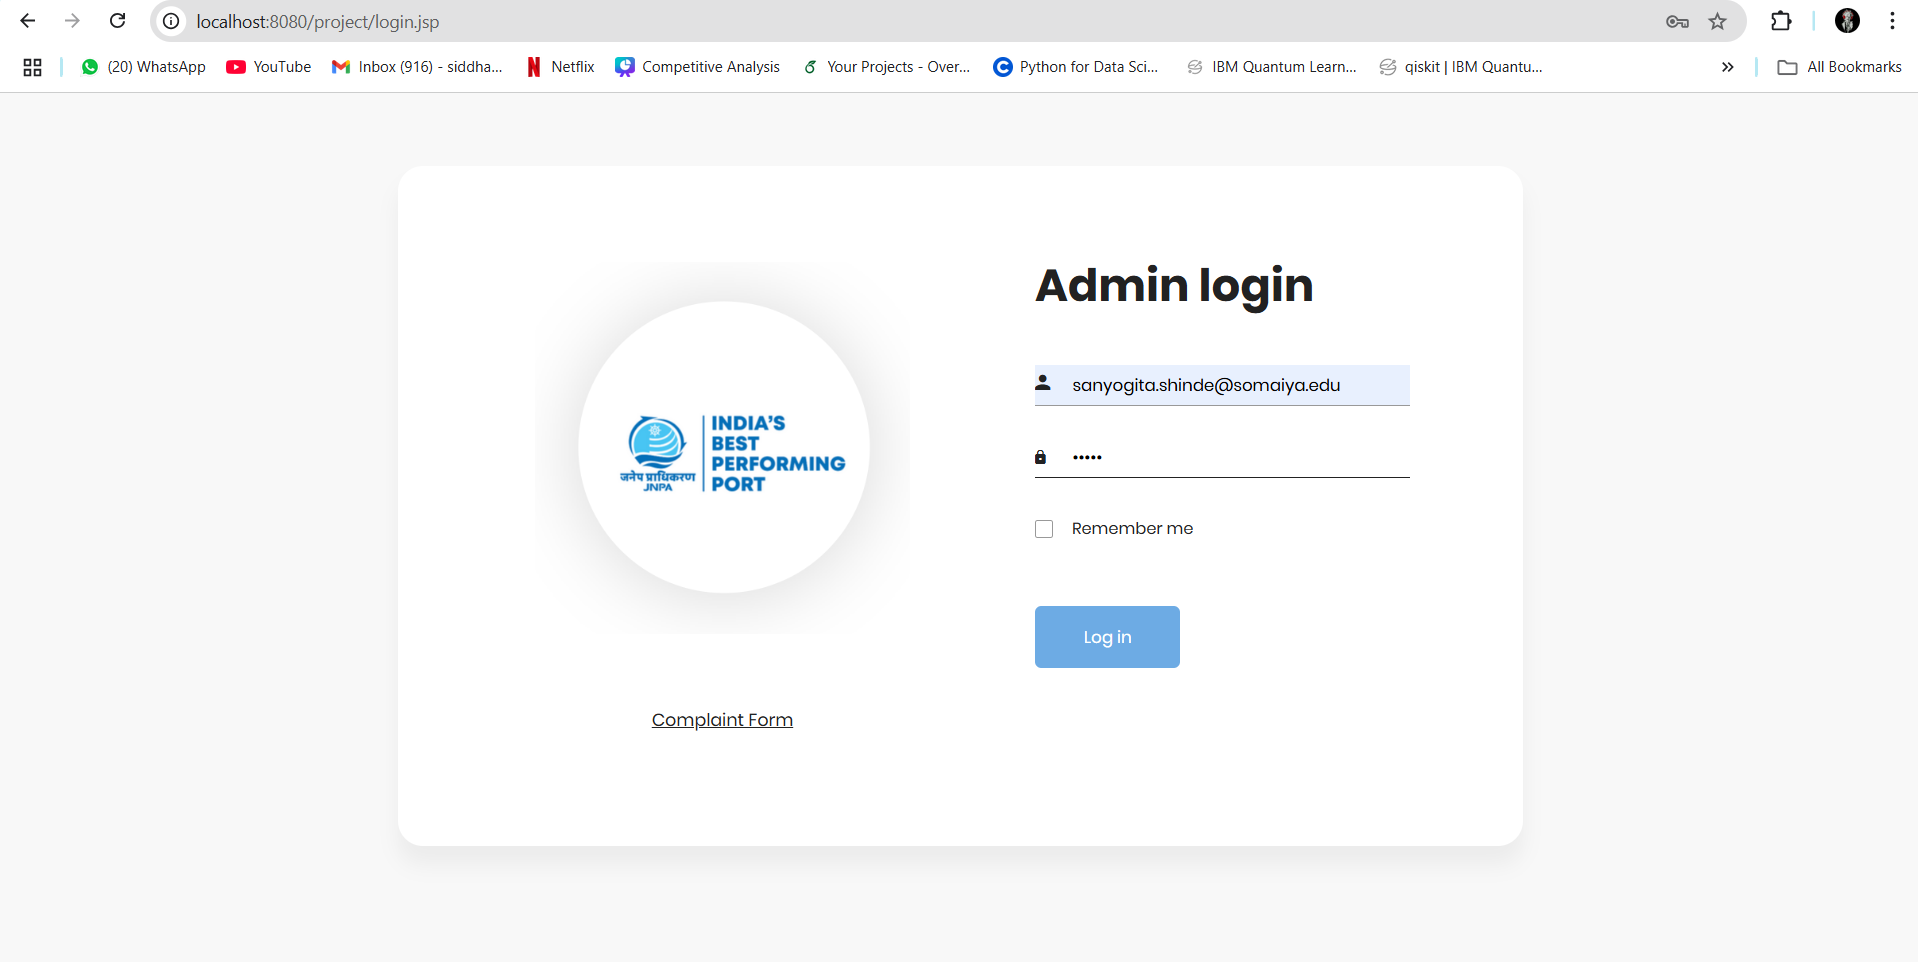 localhost:8080/project/login.jsp
(20) WhatsApp
YouTube
Inbox (916) - siddha...
Netflix
Competitive Analysis
Your Projects - Over...
Python for Data Sci...
IBM Quantum Learn...
qiskit | IBM Quantu...
All Bookmarks
INDIA'S
BEST
PERFORMING
PORT
जनेप प्राधिकरण
JNPA
Complaint Form
Admin login
sanyogita.shinde@somaiya.edu
•••••
Remember me
Log in